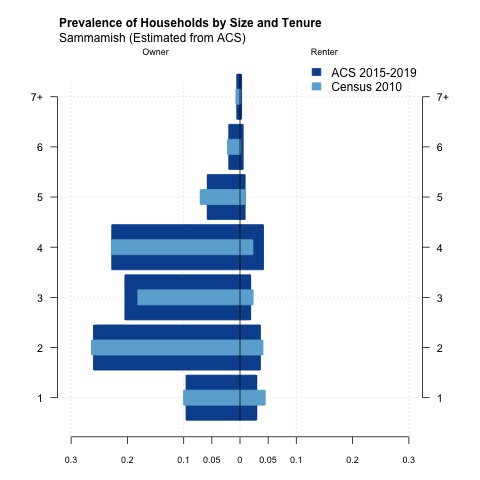 Prevalence of Households by Size and Tenure
Sammamish (Estimated from ACS)
Owner Renter
ACS 2015-2019
Census 2010
7+ 7+
6 6
5 5
4 4
3 3
2 2
1 1
0.3 0.2 0.1 0.05 0 0.05 0.1 0.2 0.3